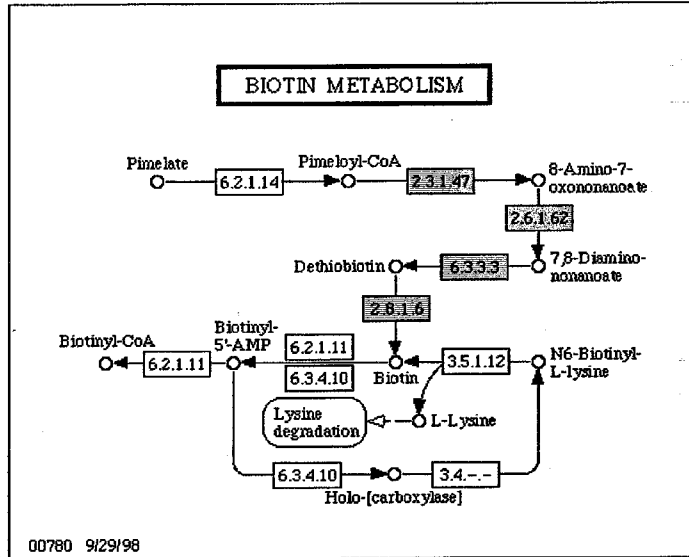 BIOTIN METABOLISM
Pimelate
6.2.1.14
Pimeloyl-CoA
2.3.1.47
8-Amino-7-
oxononanoate
2.6.1.62
7,8-Diamino-
nonanoate
6.3.3.3
Dethiobiotin
2.8.1.6
Biotinyl-CoA
6.2.1.11
Biotinyl-
5'-AMP
6.2.1.11
6.3.4.10
Biotin
3.5.1.12
N6-Biotinyl-
L-lysine
Lysine
degradation
L-Lysine
6.3.4.10
Holo-[carboxylase]
3.4.-.-
00780 9/29/98